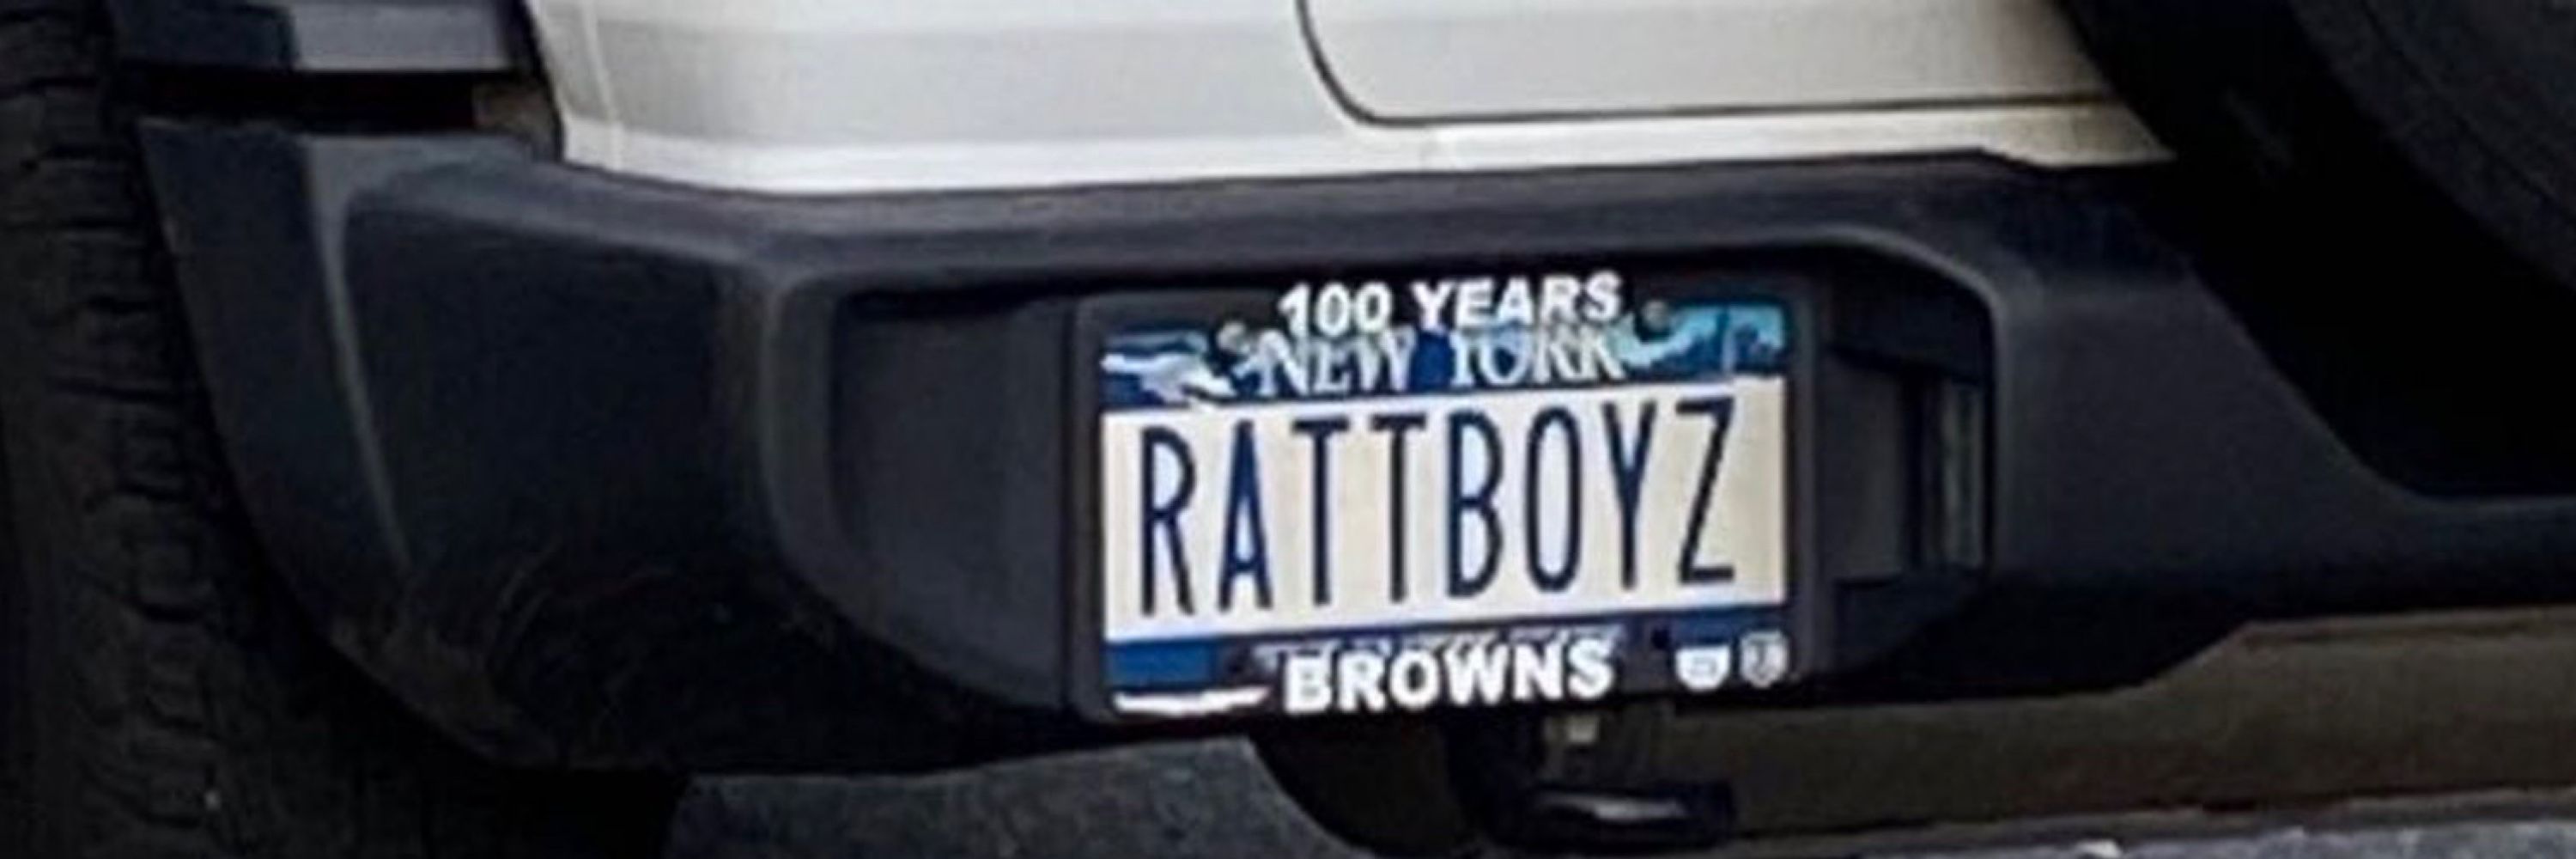 100 YEARS
NEW YORK
RATTBOYZ
BROWNS